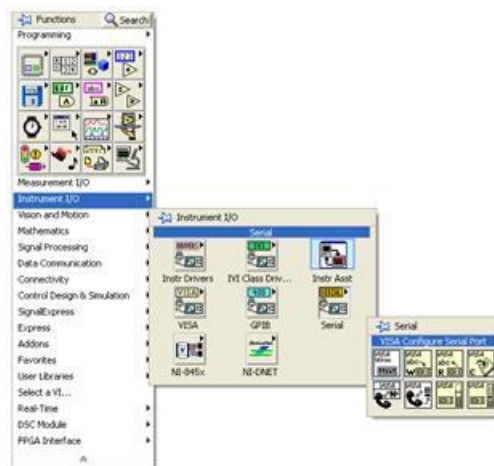 Functions
Search
Programming
Measurement I/O
Instrument I/O
Vision and Motion
Mathematics
Signal Processing
Data Communication
Connectivity
Control Design & Simulation
SignalExpress
Express
Addons
Favorites
User Libraries
Select a VI...
Real-Time
DSC Module
FPGA Interface
Instrument I/O
Serial
Instr Drivers
IVI Class Driv...
Instr Asst
VISA
GPIB
Serial
NI-845x
NI-DNET
Serial
VISA Configure Serial Port